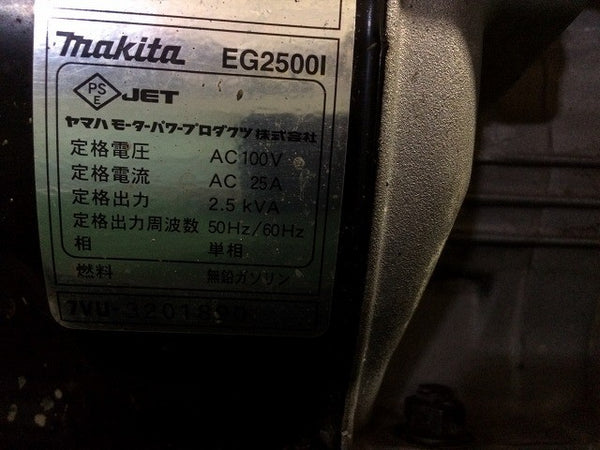 makita EG2500I
PS E JET
ヤマハモーターパワープロダクツ株式会社
定格電圧 AC 100V
定格電流 AC 25A
定格出力 2.5 kVA
定格出力周波数 50Hz/60Hz
相 単相
燃料 無鉛ガソリン